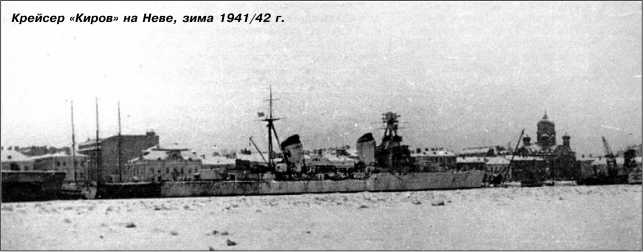 Крейсер «Киров» на Неве, зима 1941/42 г.